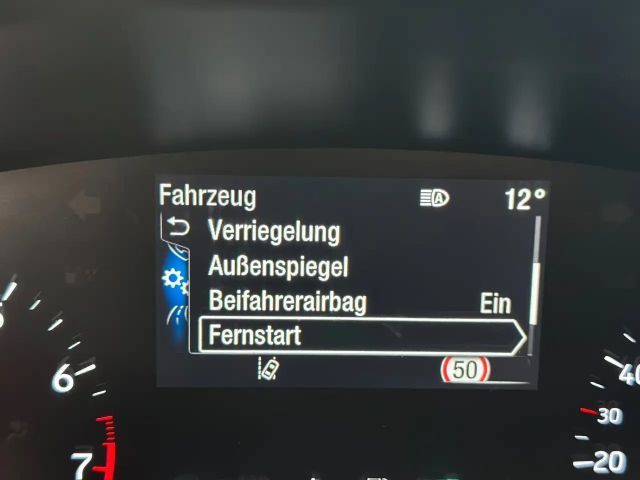 Fahrzeug A 12°
Verriegelung
Außenspiegel
Beifahrerairbag Ein
Fernstart
50
6
7
40
30
20